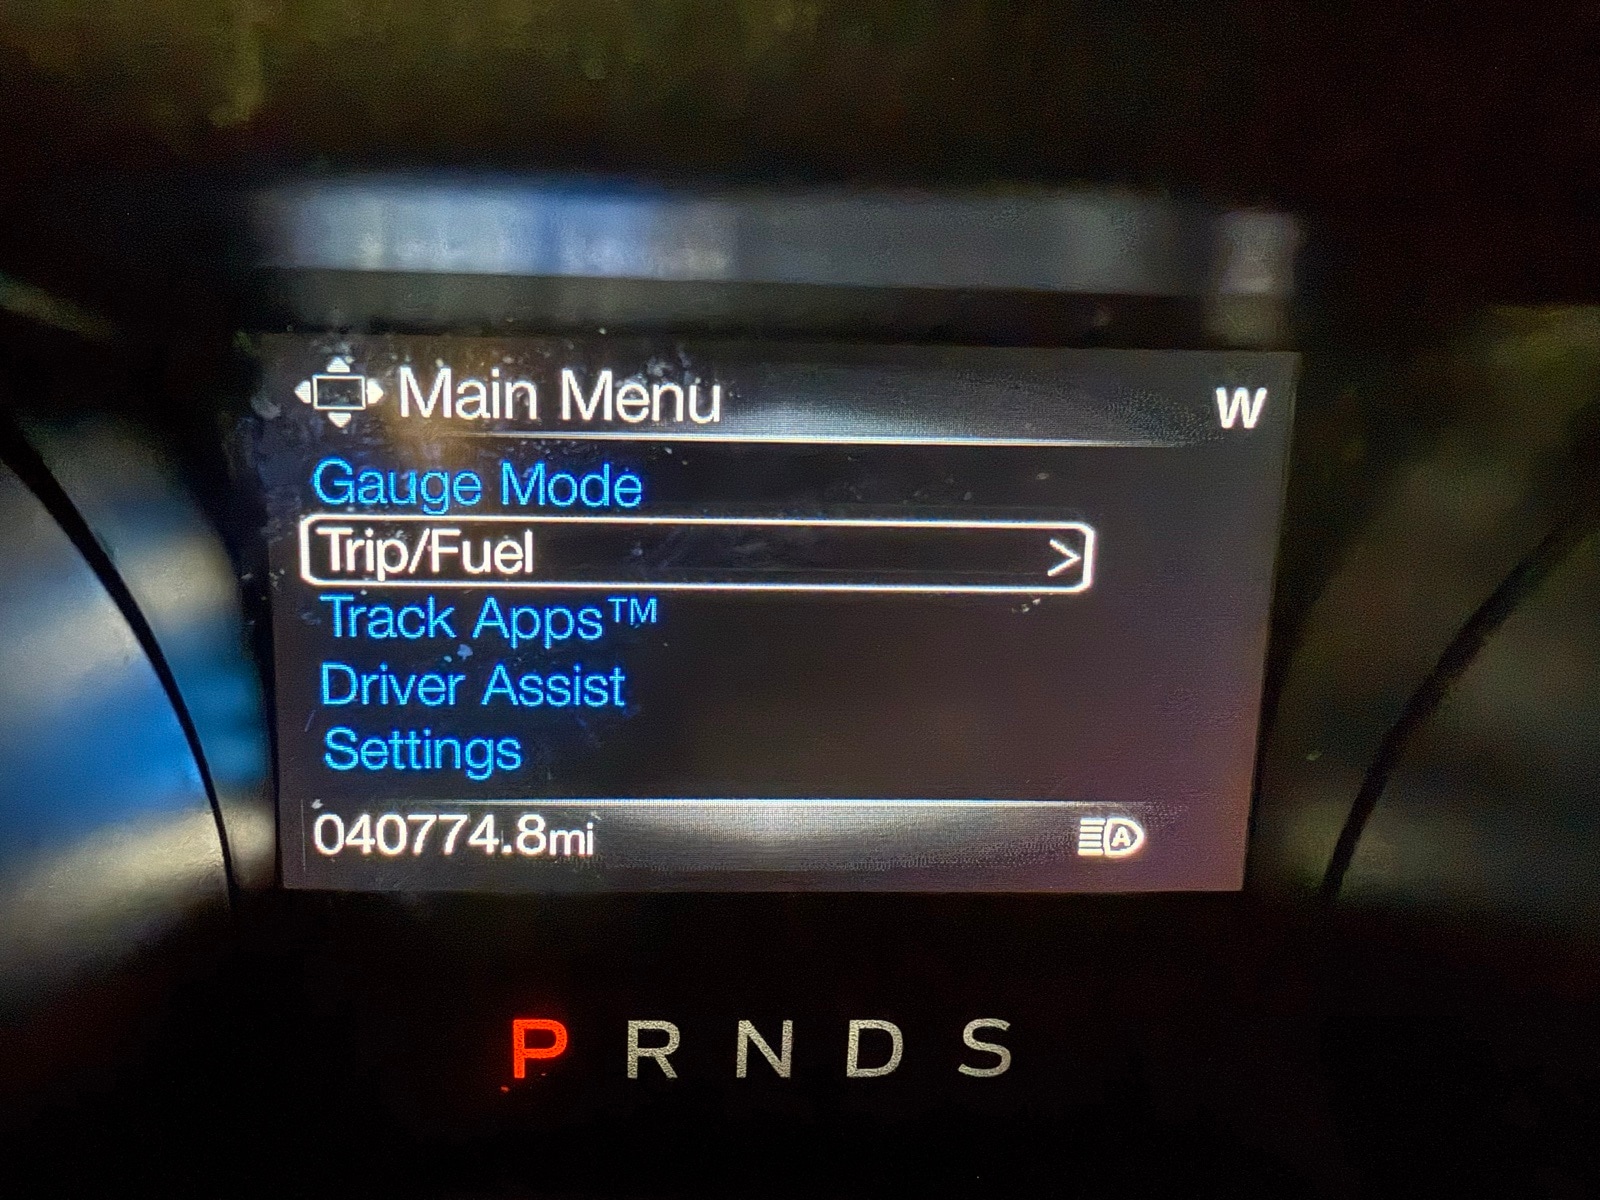 Main Menu W
Gauge Mode
Trip/Fuel >
Track Apps™
Driver Assist
Settings
040774.8mi A
P R N D S